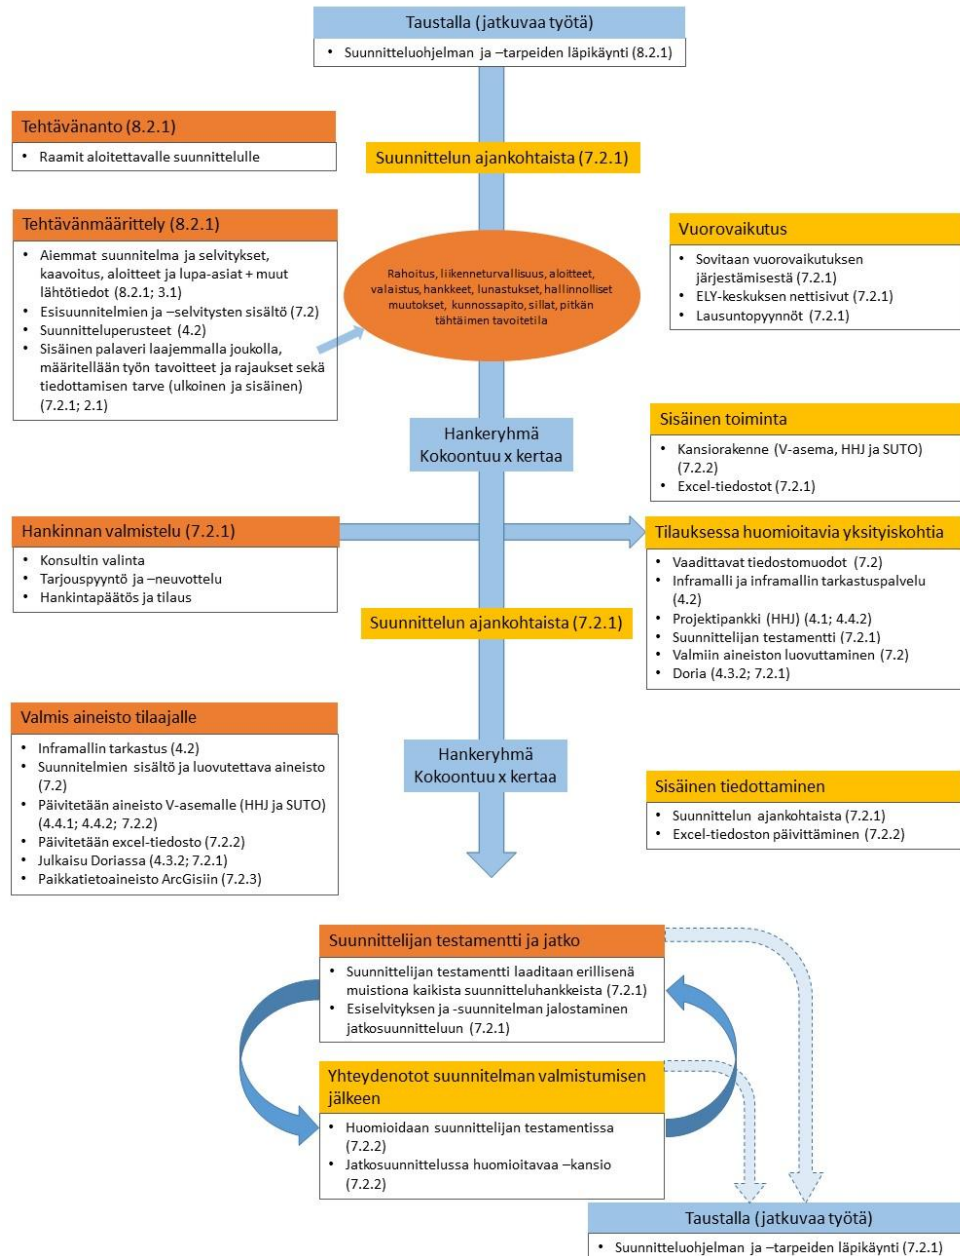 Taustalla (jatkuvaa työtä)
• Suunnitteluohjelman ja –tarpeiden läpikäynti (8.2.1)
Tehtävänanto (8.2.1)
• Raamit aloitettavalle suunnittelulle
Suunnittelun ajankohtaista (7.2.1)
Tehtävänmäärittely (8.2.1)
• Aiemmat suunnitelma ja selvitykset,
kaavoitus, aloitteet ja lupa-asiat + muut
lähtötiedot (8.2.1; 3.1)
• Esisuunnitelmien ja –selvitysten sisältö (7.2)
• Suunnitteluperusteet (4.2)
• Sisäinen palaveri laajemmalla joukolla,
määritellään työn tavoitteet ja rajaukset sekä
tiedottamisen tarve (ulkoinen ja sisäinen)
(7.2.1; 2.1)
Rahoitus, liikenneturvallisuus, aloitteet,
valaistus, hankkeet, lunastukset, hallinnolliset
muutokset, kunnossapito, sillat, pitkän
tähtäimen tavoitetila
Vuorovaikutus
• Sovitaan vuorovaikutuksen
järjestämisestä (7.2.1)
• ELY-keskuksen nettisivut (7.2.1)
• Lausuntopyynnöt (7.2.1)
Hankeryhmä
Kokoontuu x kertaa
Sisäinen toiminta
• Kansiorakenne (V-asema, HHJ ja SUTO)
(7.2.2)
• Excel-tiedostot (7.2.1)
Hankinnan valmistelu (7.2.1)
• Konsultin valinta
• Tarjouspyyntö ja –neuvottelu
• Hankintapäätös ja tilaus
Tilauksessa huomioitavia yksityiskohtia
• Vaadittavat tiedostomuodot (7.2)
• Inframalli ja inframallin tarkastuspalvelu
(4.2)
• Projektipankki (HHJ) (4.1; 4.4.2)
• Suunnittelijan testamentti (7.2.1)
• Valmiin aineiston luovuttaminen (7.2)
• Doria (4.3.2; 7.2.1)
Suunnittelun ajankohtaista (7.2.1)
Valmis aineisto tilaajalle
• Inframallin tarkastus (4.2)
• Suunnitelmien sisältö ja luovutettava aineisto
(7.2)
• Päivitetään aineisto V-asemalle (HHJ ja SUTO)
(4.4.1; 4.4.2; 7.2.2)
• Päivitetään excel-tiedosto (7.2.2)
• Julkaisu Doriassa (4.3.2; 7.2.1)
• Paikkatietoaineisto ArcGisiin (7.2.3)
Hankeryhmä
Kokoontuu x kertaa
Sisäinen tiedottaminen
• Suunnittelun ajankohtaista (7.2.1)
• Excel-tiedoston päivittäminen (7.2.2)
Suunnittelijan testamentti ja jatko
• Suunnittelijan testamentti laaditaan erillisenä
muistiona kaikista suunnitteluhankkeista (7.2.1)
• Esiselvityksen ja -suunnitelman jalostaminen
jatkosuunnitteluun (7.2.1)
Yhteydenotot suunnitelman valmistumisen
jälkeen
• Huomioidaan suunnittelijan testamentissa
(7.2.2)
• Jatkosuunnittelussa huomioitavaa –kansio
(7.2.2)
Taustalla (jatkuvaa työtä)
• Suunnitteluohjelman ja –tarpeiden läpikäynti (7.2.1)